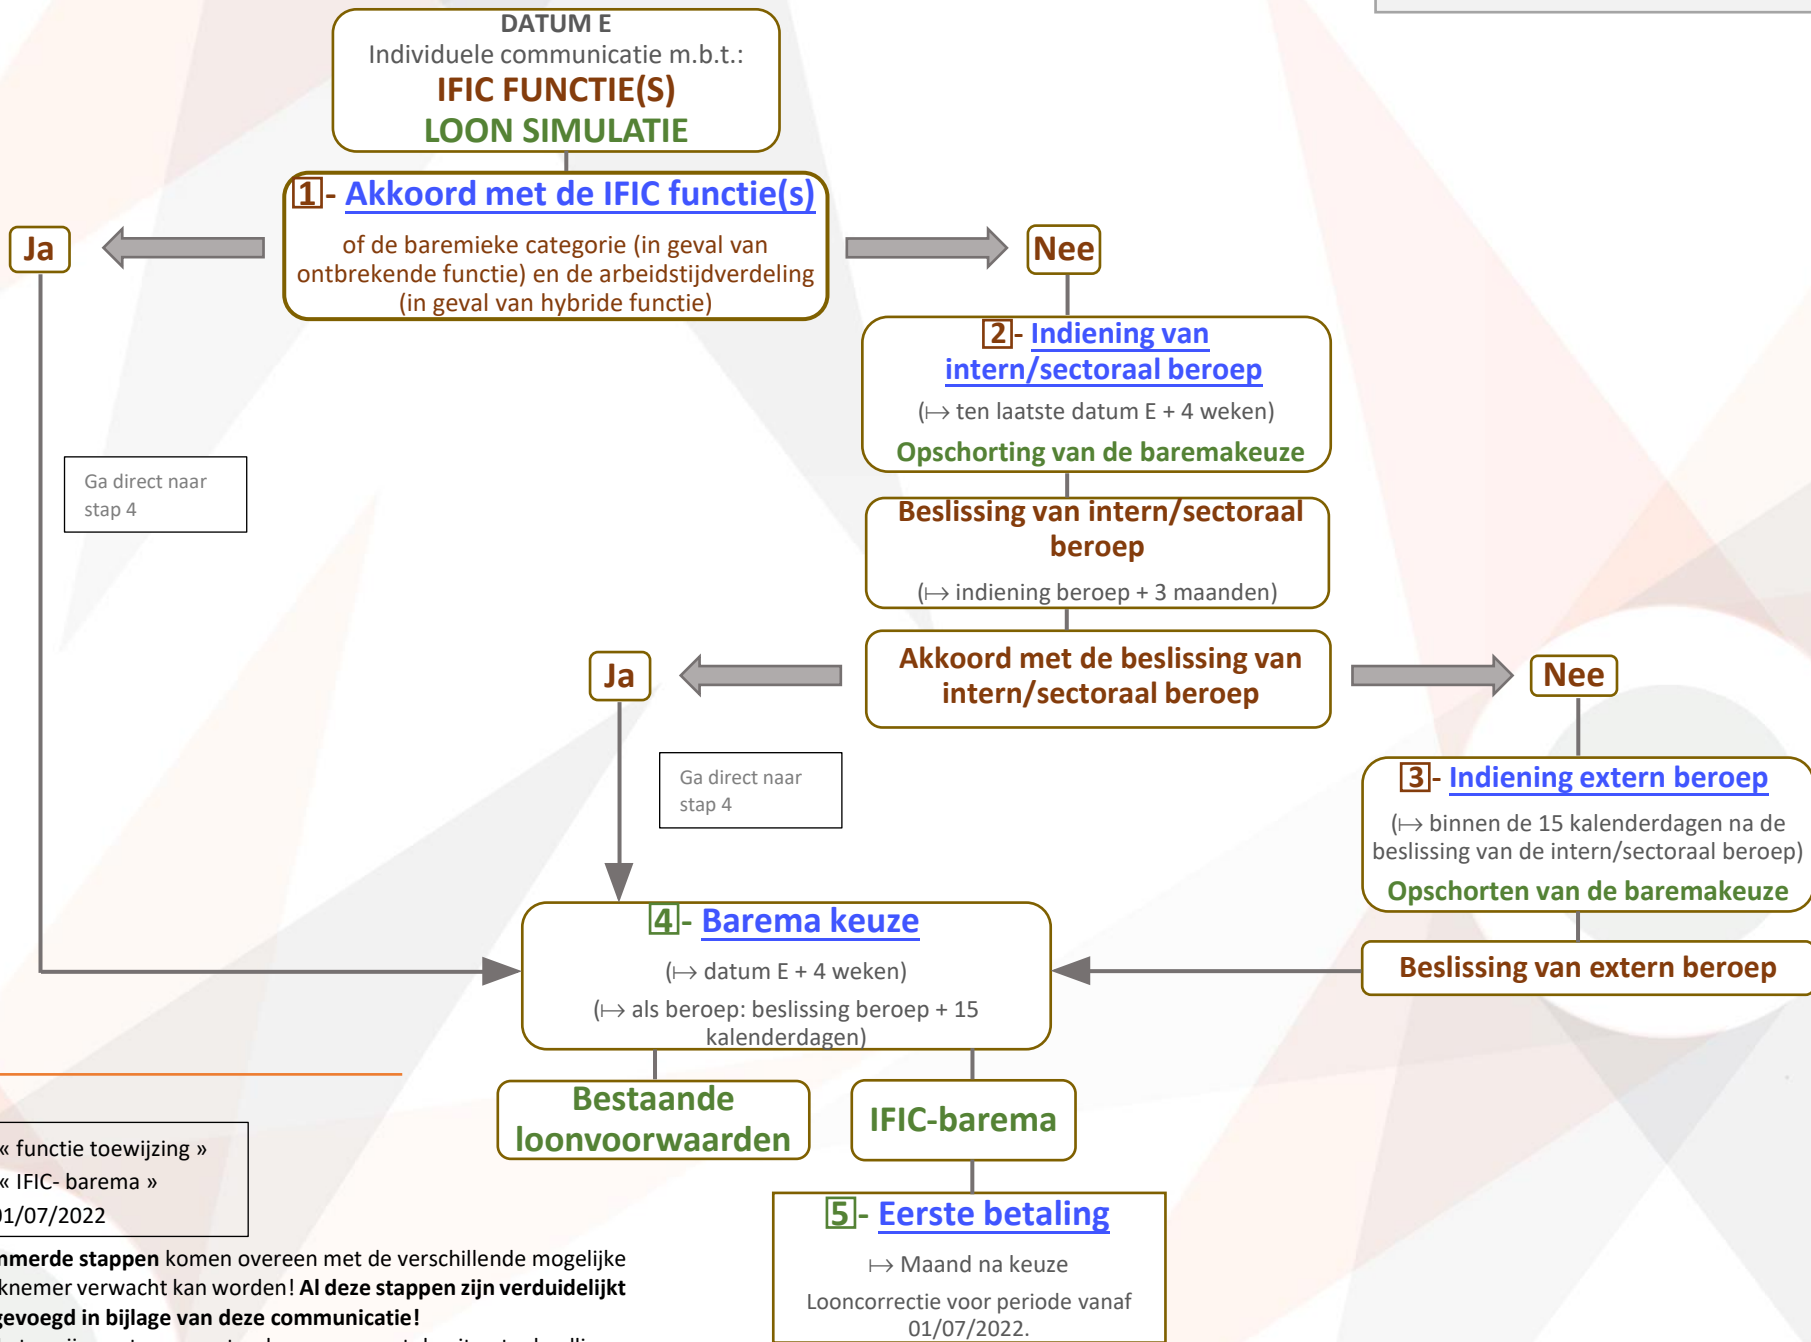 DATUM E
Individuele communicatie m.b.t.:
IFIC FUNCTIE(S)
LOON SIMULATIE
1- Akkoord met de IFIC functie(s)
of de baremieke categorie (in geval van
ontbrekende functie) en de arbeidstijdverdeling
(in geval van hybride functie)
Ja
Nee
2- Indiening van
intern/sectoraal beroep
(↦ ten laatste datum E + 4 weken)
Opschorting van de baremakeuze
Ga direct naar
stap 4
Beslissing van intern/sectoraal
beroep
(↦ indiening beroep + 3 maanden)
Akkoord met de beslissing van
intern/sectoraal beroep
Ja
Nee
Ga direct naar
stap 4
3- Indiening extern beroep
(↦ binnen de 15 kalenderdagen na de
beslissing van de intern/sectoraal beroep)
Opschorten van de baremakeuze
4- Barema keuze
(↦ datum E + 4 weken)
(↦ als beroep: beslissing beroep + 15
kalenderdagen)
Beslissing van extern beroep
Bestaande
loonvoorwaarden
IFIC-barema
« functie toewijzing »
« IFIC- barema »
01/07/2022
5- Eerste betaling
↦ Maand na keuze
Looncorrectie voor periode vanaf
01/07/2022.
stappen komen overeen met de verschillende mogelijke
verwacht kan worden! Al deze stappen zijn verduidelijkt
in bijlage van deze communicatie!